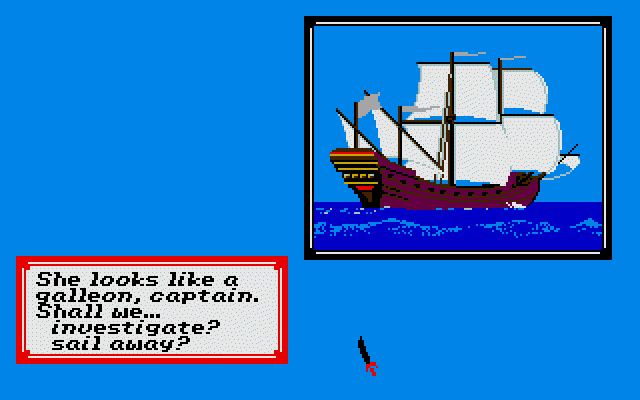 She looks like a
galleon, captain.
Shall we...
investigate?
sail away?